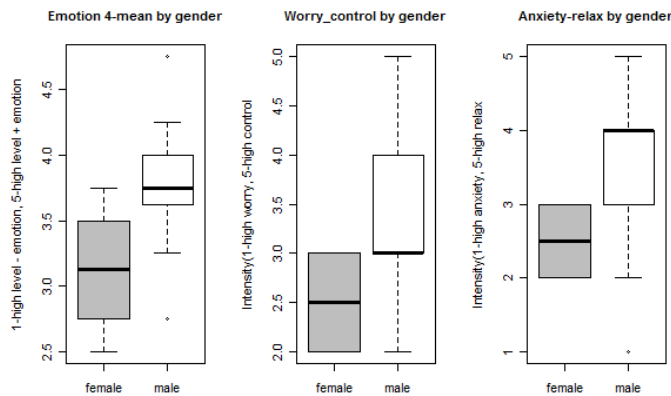 Emotion 4-mean by gender
1-high level - emotion, 5-high level + emotion
4.5
4.0
3.5
3.0
2.5
female male
Worry_control by gender
Intensity(1-high worry, 5-high control
5.0
4.5
4.0
3.5
3.0
2.5
2.0
female male
Anxiety-relax by gender
Intensity(1-high anxiety, 5-high relax
5
4
3
2
1
female male